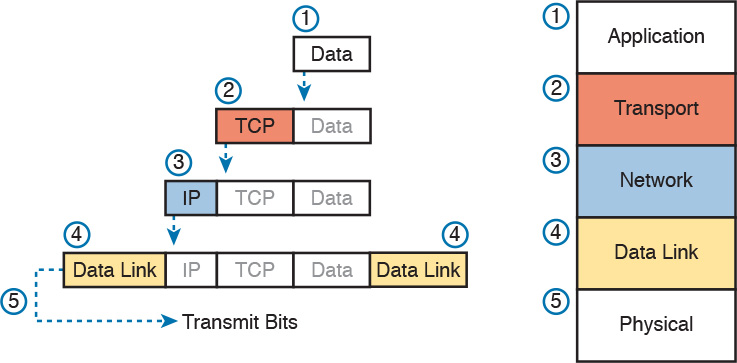 1
Data
2
TCP Data
3
IP TCP Data
4 4
Data Link IP TCP Data Data Link
5
Transmit Bits
1 Application
2 Transport
3 Network
4 Data Link
5 Physical